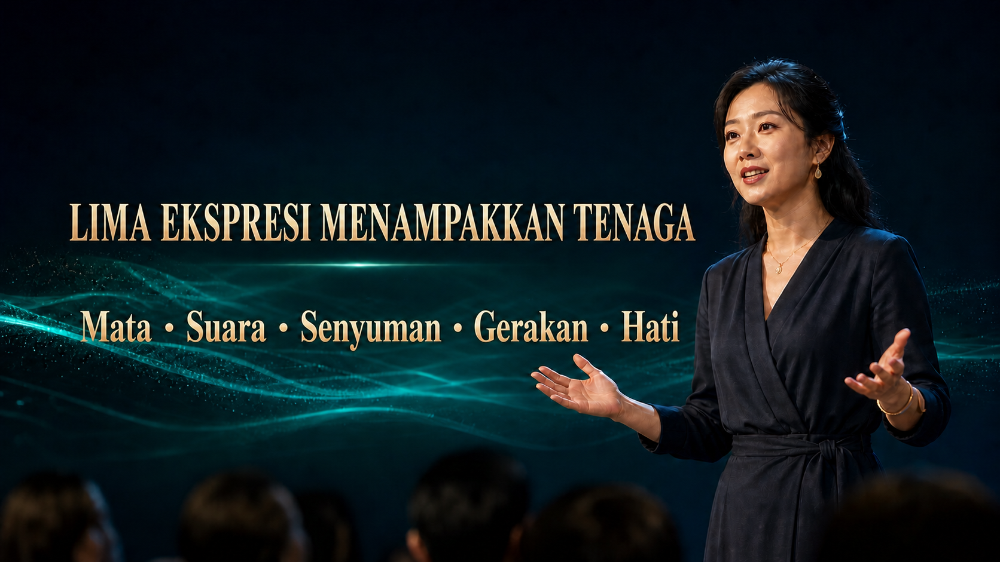 LIMA EKSPRESI MENAMPAKKAN TENAGA
Mata • Suara • Senyuman • Gerakan • Hati